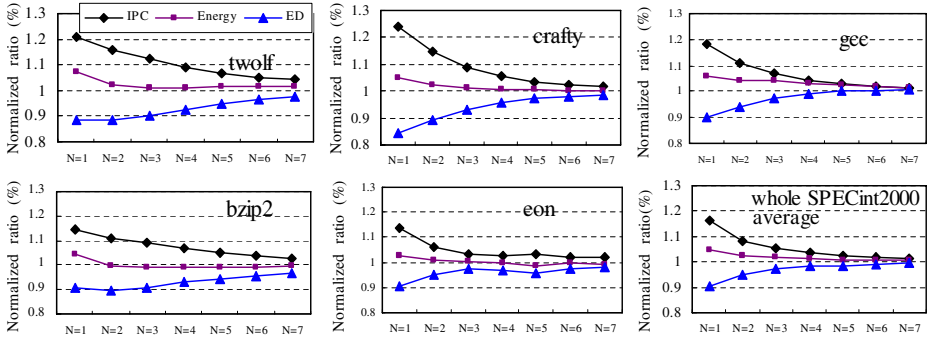 IPC Energy ED
Normalized ratio (%)
1.3
1.2
1.1
1
0.9
0.8
twolf
N=1 N=2 N=3 N=4 N=5 N=6 N=7
Normalized ratio (%)
1.3
1.2
1.1
1
0.9
0.8
crafty
N=1 N=2 N=3 N=4 N=5 N=6 N=7
Normalized ratio (%)
1.3
1.2
1.1
1
0.9
0.8
gcc
N=1 N=2 N=3 N=4 N=5 N=6 N=7
Normalized ratio (%)
1.3
1.2
1.1
1
0.9
0.8
bzip2
N=1 N=2 N=3 N=4 N=5 N=6 N=7
Normalized ratio (%)
1.3
1.2
1.1
1
0.9
0.8
eon
N=1 N=2 N=3 N=4 N=5 N=6 N=7
Normalized ratio(%)
1.3
1.2
1.1
1
0.9
0.8
whole SPECint2000
average
N=1 N=2 N=3 N=4 N=5 N=6 N=7